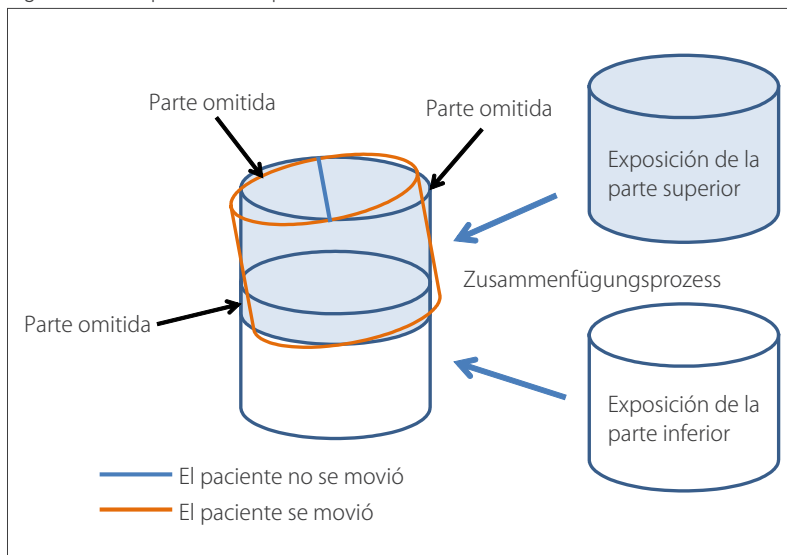 Parte omitida
Parte omitida
Exposición de la
parte superior
Zusammenfügungsprozess
Parte omitida
Exposición de la
parte inferior
El paciente no se movió
El paciente se movió